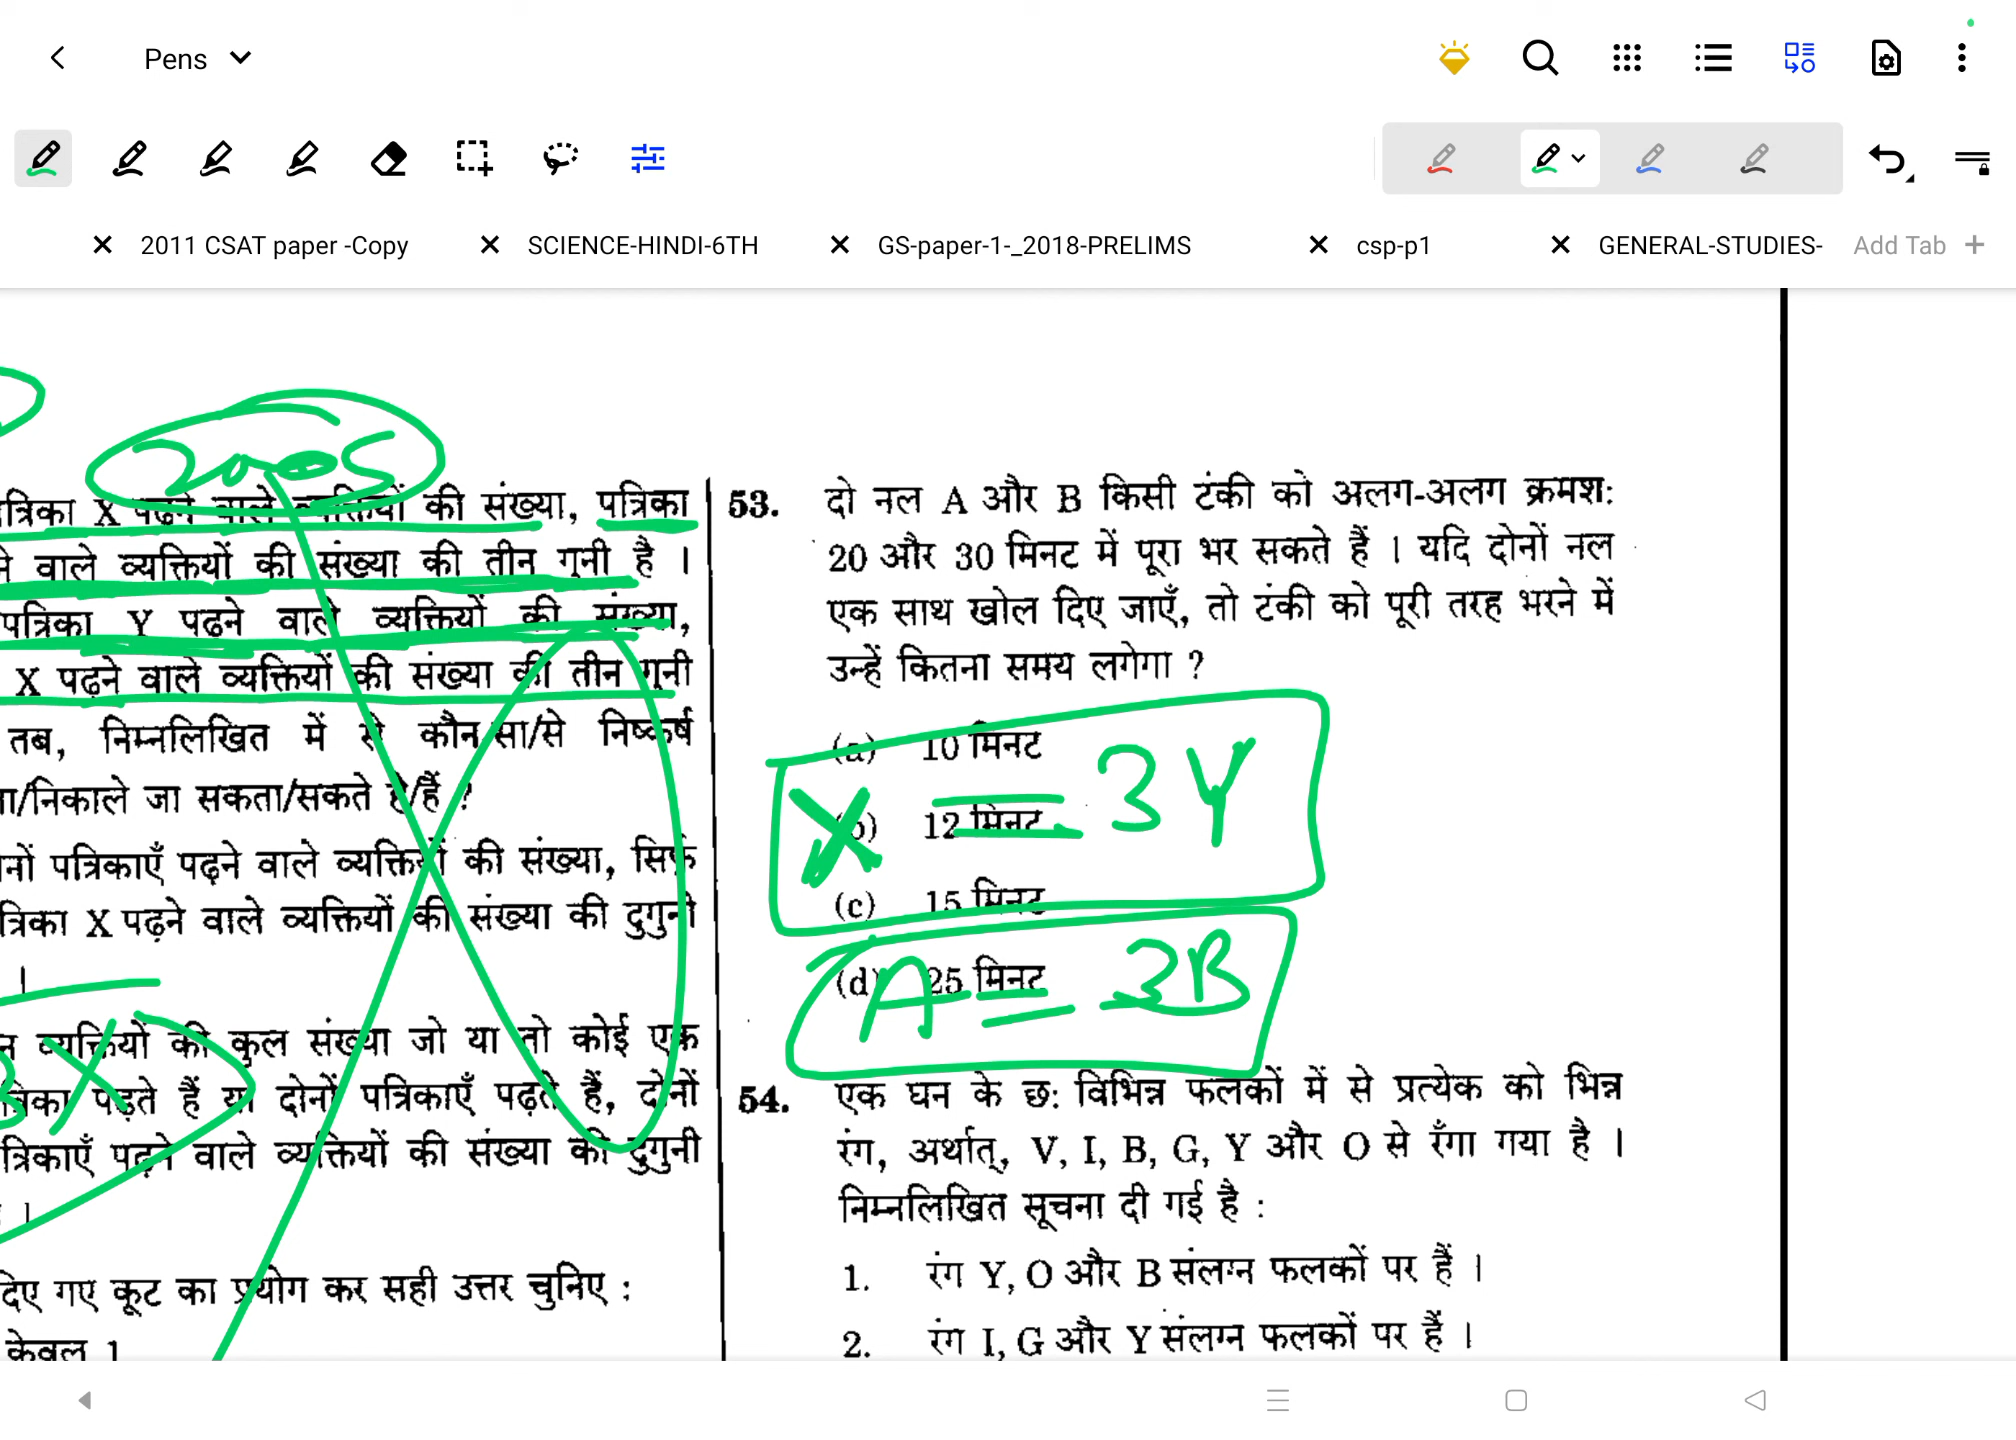 Pens
2011 CSAT paper -Copy
SCIENCE-HINDI-6TH
GS-paper-1-_2018-PRELIMS
csp-p1
GENERAL-STUDIES-
Add Tab +
X पढ़ने वाले व्यक्तियों की संख्या, पत्रिका
वाले व्यक्तियों की संख्या की तीन गुनी है ।
पत्रिका Y पढ़ने वाले व्यक्तियों की संख्या,
X पढ़ने वाले व्यक्तियों की संख्या की तीन गुनी
तब, निम्नलिखित में से कौन सा/से निष्कर्ष
/निकाले जा सकता/सकते है/हैं ?
पत्रिकाएँ पढ़ने वाले व्यक्तियों की संख्या, सिर्फ़
X पढ़ने वाले व्यक्तियों की संख्या की दुगुनी
।
व्यक्तियों की कुल संख्या जो या तो कोई एक
पढ़ते हैं या दोनों पत्रिकाएँ पढ़ते हैं, दोनों
पढ़ने वाले व्यक्तियों की संख्या की दुगुनी
।
दिए गए कूट का प्रयोग कर सही उत्तर चुनिए :
केवल 1
53. दो नल A और B किसी टंकी को अलग-अलग क्रमश:
20 और 30 मिनट में पूरा भर सकते हैं । यदि दोनों नल
एक साथ खोल दिए जाएँ, तो टंकी को पूरी तरह भरने में
उन्हें कितना समय लगेगा ?
(a) 10 मिनट
(b) 12 मिनट
(c) 15 मिनट
(d) 25 मिनट
X = 3Y
A = 3B
3X
54. एक घन के छ: विभिन्न फलकों में से प्रत्येक को भिन्न
रंग, अर्थात्, V, I, B, G, Y और O से रँगा गया है ।
निम्नलिखित सूचना दी गई है :
1. रंग Y, O और B संलग्न फलकों पर हैं ।
2. रंग I, G और Y संलग्न फलकों पर हैं ।